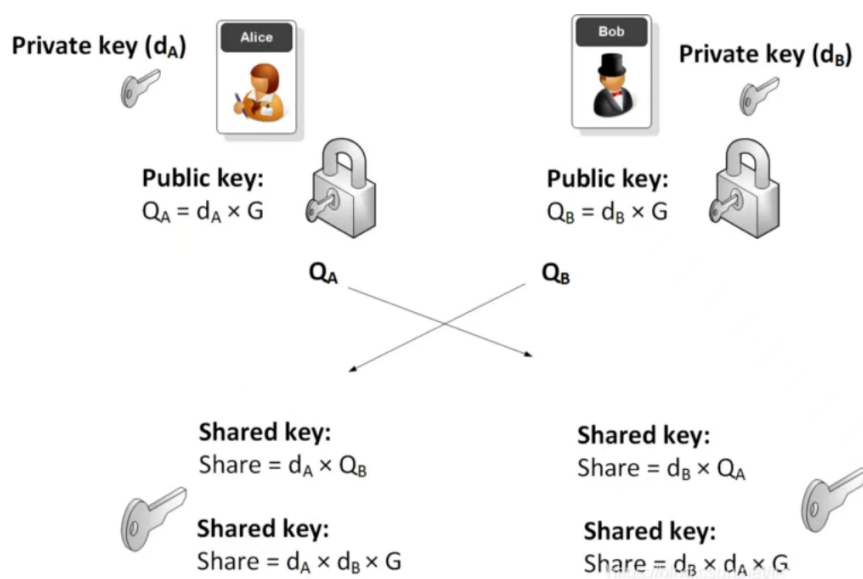 Private key (dA)
Alice
Bob
Private key (dB)
Public key:
QA = dA × G
Public key:
QB = dB × G
QA
QB
Shared key:
Share = dA × QB
Shared key:
Share = dB × QA
Shared key:
Share = dA × dB × G
Shared key:
Share = dB × dA × G